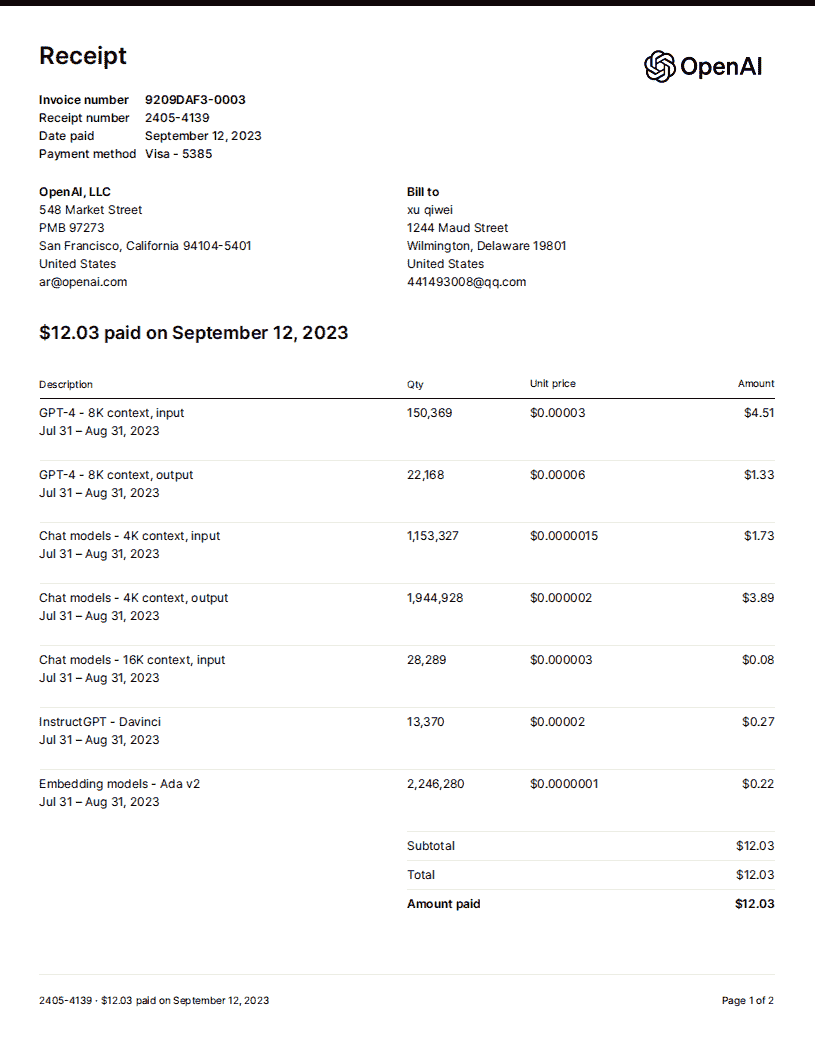 Receipt
OpenAI
Invoice number 9209DAF3-0003
Receipt number 2405-4139
Date paid September 12, 2023
Payment method Visa - 5385
OpenAI, LLC
548 Market Street
PMB 97273
San Francisco, California 94104-5401
United States
ar@openai.com
Bill to
xu qiwei
1244 Maud Street
Wilmington, Delaware 19801
United States
441493008@qq.com
$12.03 paid on September 12, 2023
Description Qty Unit price Amount
GPT-4 - 8K context, input 150,369 $0.00003 $4.51
Jul 31 – Aug 31, 2023
GPT-4 - 8K context, output 22,168 $0.00006 $1.33
Jul 31 – Aug 31, 2023
Chat models - 4K context, input 1,153,327 $0.0000015 $1.73
Jul 31 – Aug 31, 2023
Chat models - 4K context, output 1,944,928 $0.000002 $3.89
Jul 31 – Aug 31, 2023
Chat models - 16K context, input 28,289 $0.000003 $0.08
Jul 31 – Aug 31, 2023
InstructGPT - Davinci 13,370 $0.00002 $0.27
Jul 31 – Aug 31, 2023
Embedding models - Ada v2 2,246,280 $0.0000001 $0.22
Jul 31 – Aug 31, 2023
Subtotal $12.03
Total $12.03
Amount paid $12.03
2405-4139 · $12.03 paid on September 12, 2023 Page 1 of 2